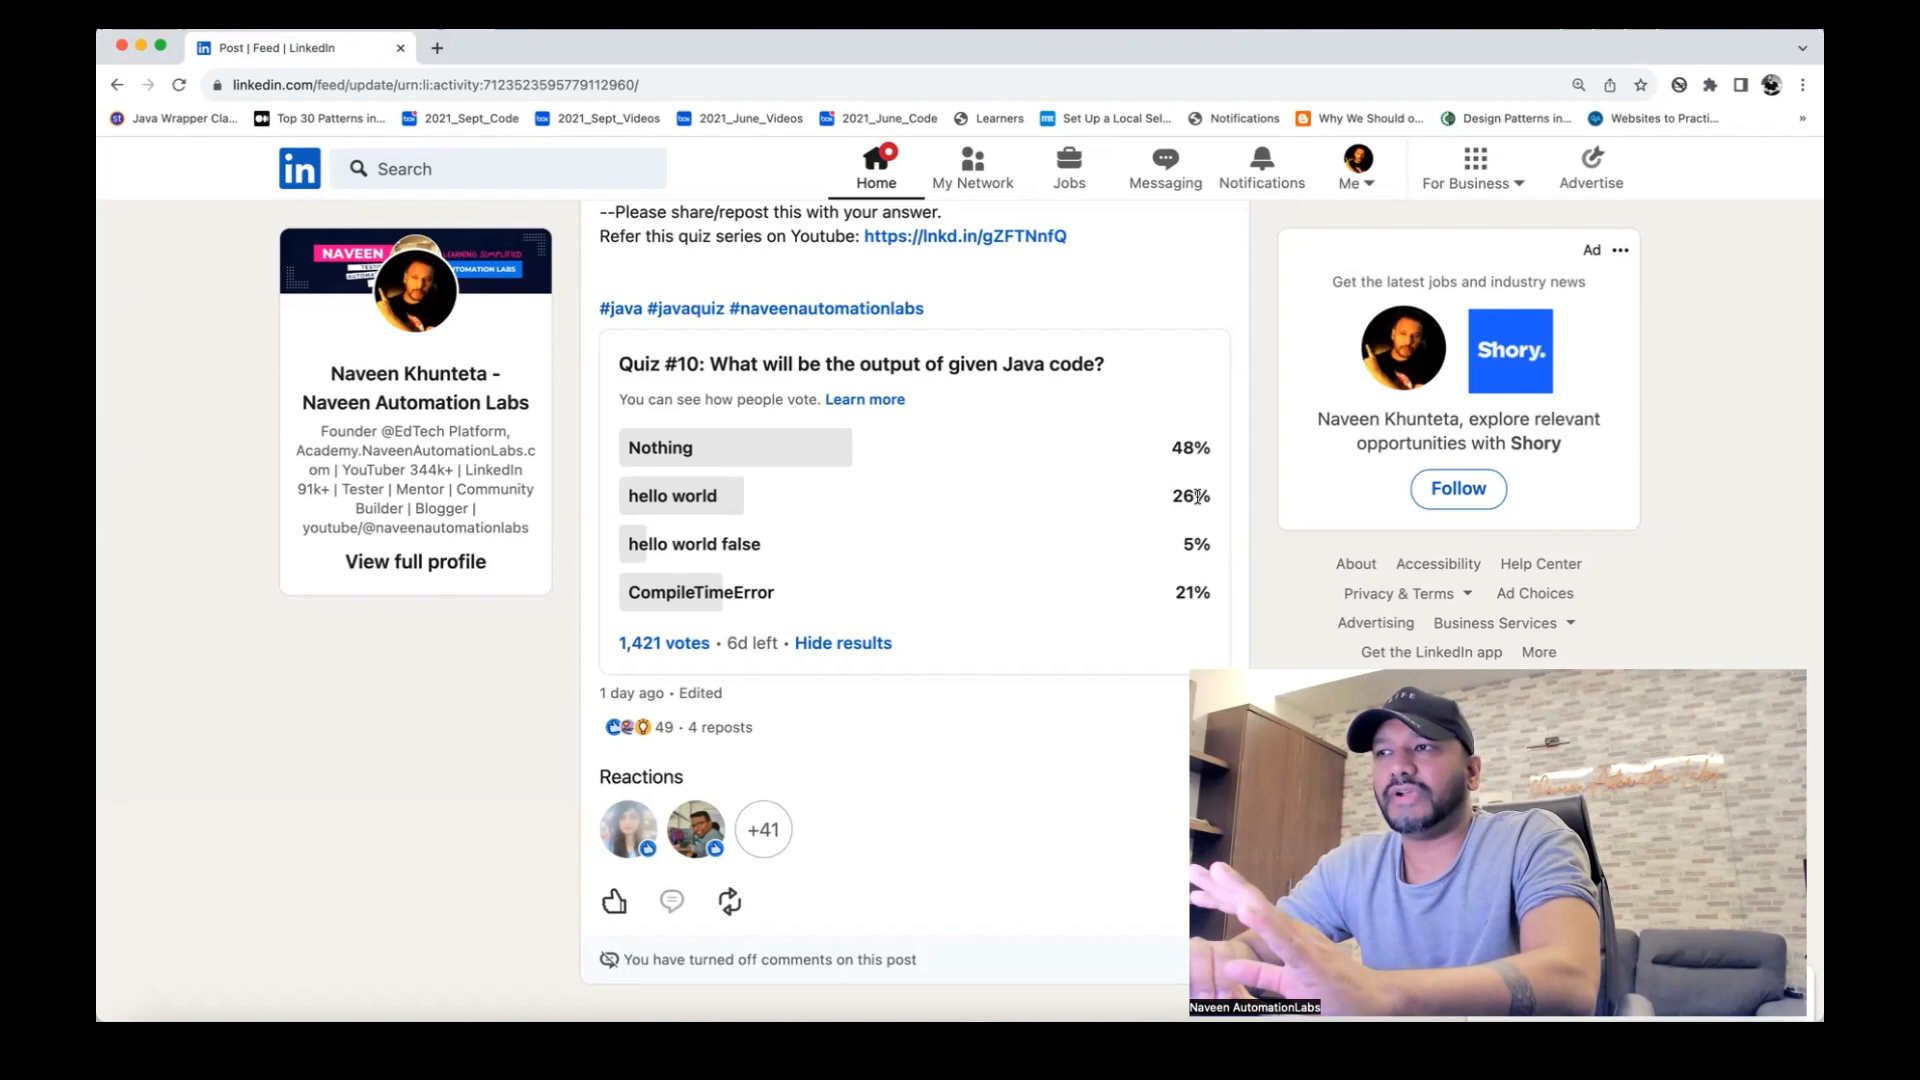 Post | Feed | LinkedIn
linkedin.com/feed/update/urn:li:activity:7123523595779112960/
Java Wrapper Cla...
Top 30 Patterns in...
2021_Sept_Code
2021_Sept_Videos
2021_June_Videos
2021_June_Code
Learners
Set Up a Local Sel...
Notifications
Why We Should o...
Design Patterns in...
Websites to Practi...
in
Search
Home
My Network
Jobs
Messaging
Notifications
Me
For Business
Advertise
NAVEEN
LEARNING SIMPLIFIED
Naveen Khunteta -
Naveen Automation Labs
Founder @EdTech Platform,
Academy.NaveenAutomationLabs.c
om | YouTuber 344k+ | LinkedIn
91k+ | Tester | Mentor | Community
Builder | Blogger |
youtube/@naveenautomationlabs
View full profile
--Please share/repost this with your answer.
Refer this quiz series on Youtube: https://lnkd.in/gZFTNnfQ
#java #javaquiz #naveenautomationlabs
Quiz #10: What will be the output of given Java code?
You can see how people vote. Learn more
Nothing 48%
hello world 26%
hello world false 5%
CompileTimeError 21%
1,421 votes • 6d left • Hide results
1 day ago • Edited
49 • 4 reposts
Reactions
+41
You have turned off comments on this post
Ad
Get the latest jobs and industry news
Shory.
Naveen Khunteta, explore relevant
opportunities with Shory
Follow
About Accessibility Help Center
Privacy & Terms Ad Choices
Advertising Business Services
Get the LinkedIn app More
Naveen Automation Labs
Naveen AutomationLabs